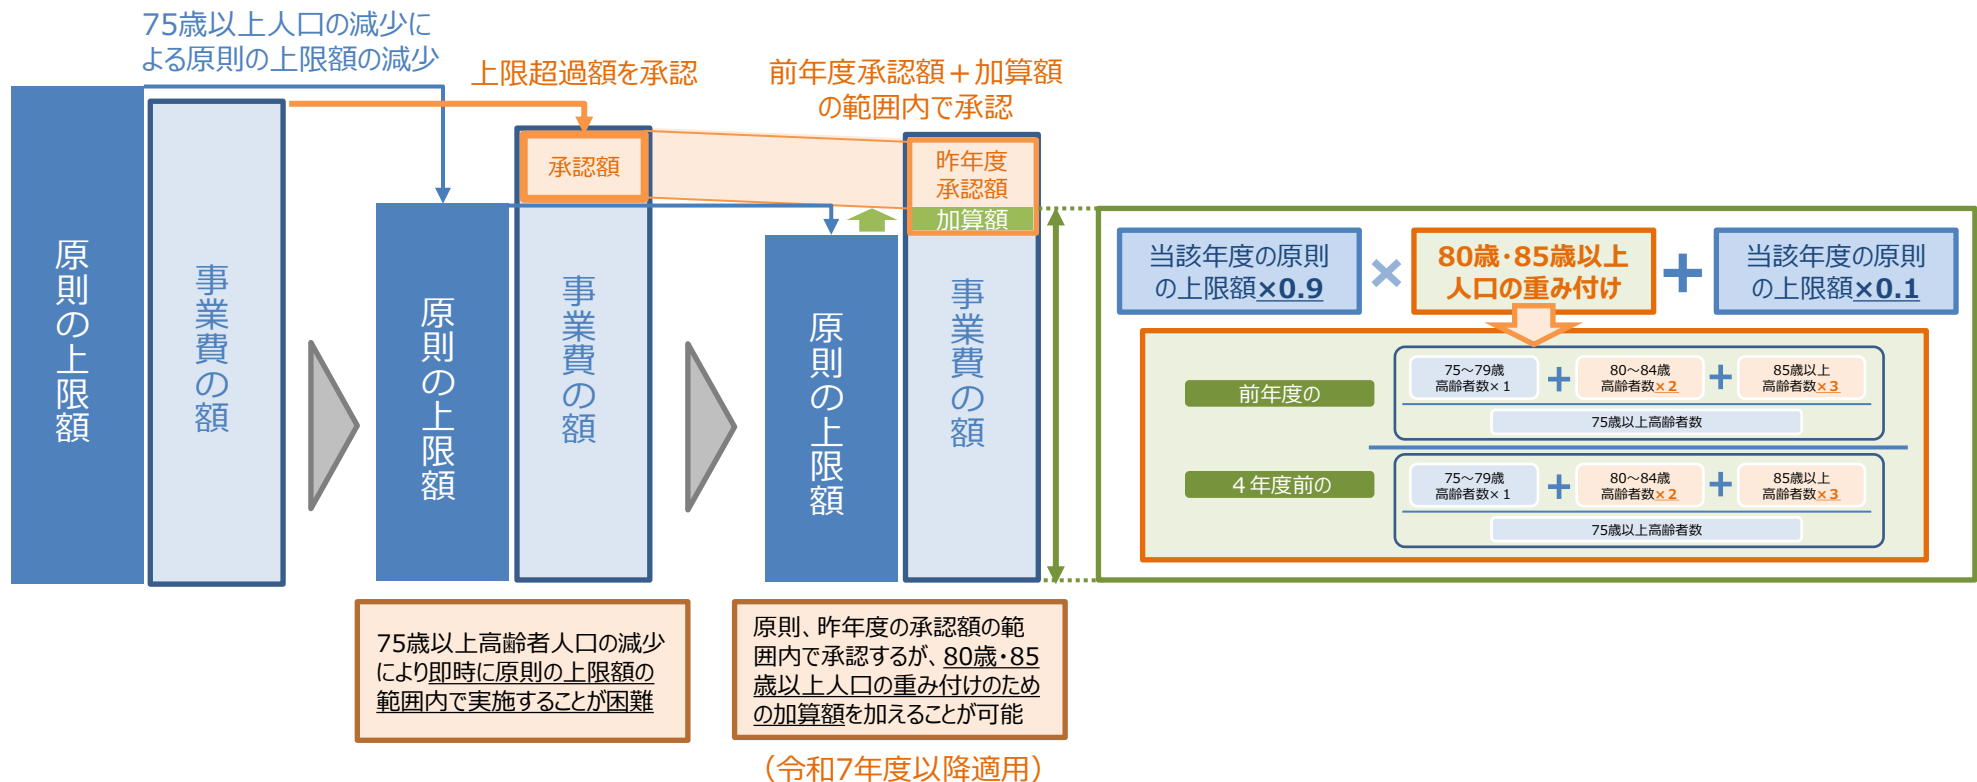 75歳以上人口の減少に
よる原則の上限額の減少
上限超過額を承認
前年度承認額＋加算額
の範囲内で承認
原則の上限額
事業費の額
原則の上限額
承認額
事業費の額
原則の上限額
昨年度
承認額
加算額
事業費の額
当該年度の原則
の上限額×0.9
×
80歳・85歳以上
人口の重み付け
+
当該年度の原則
の上限額×0.1
前年度の
75～79歳
高齢者数×１
+
80～84歳
高齢者数×２
+
85歳以上
高齢者数×３
75歳以上高齢者数
４年度前の
75～79歳
高齢者数×１
+
80～84歳
高齢者数×２
+
85歳以上
高齢者数×３
75歳以上高齢者数
75歳以上高齢者人口の減少
により即時に原則の上限額の
範囲内で実施することが困難
原則、昨年度の承認額の範
囲内で承認するが、80歳・85
歳以上人口の重み付けのため
の加算額を加えることが可能
（令和7年度以降適用）